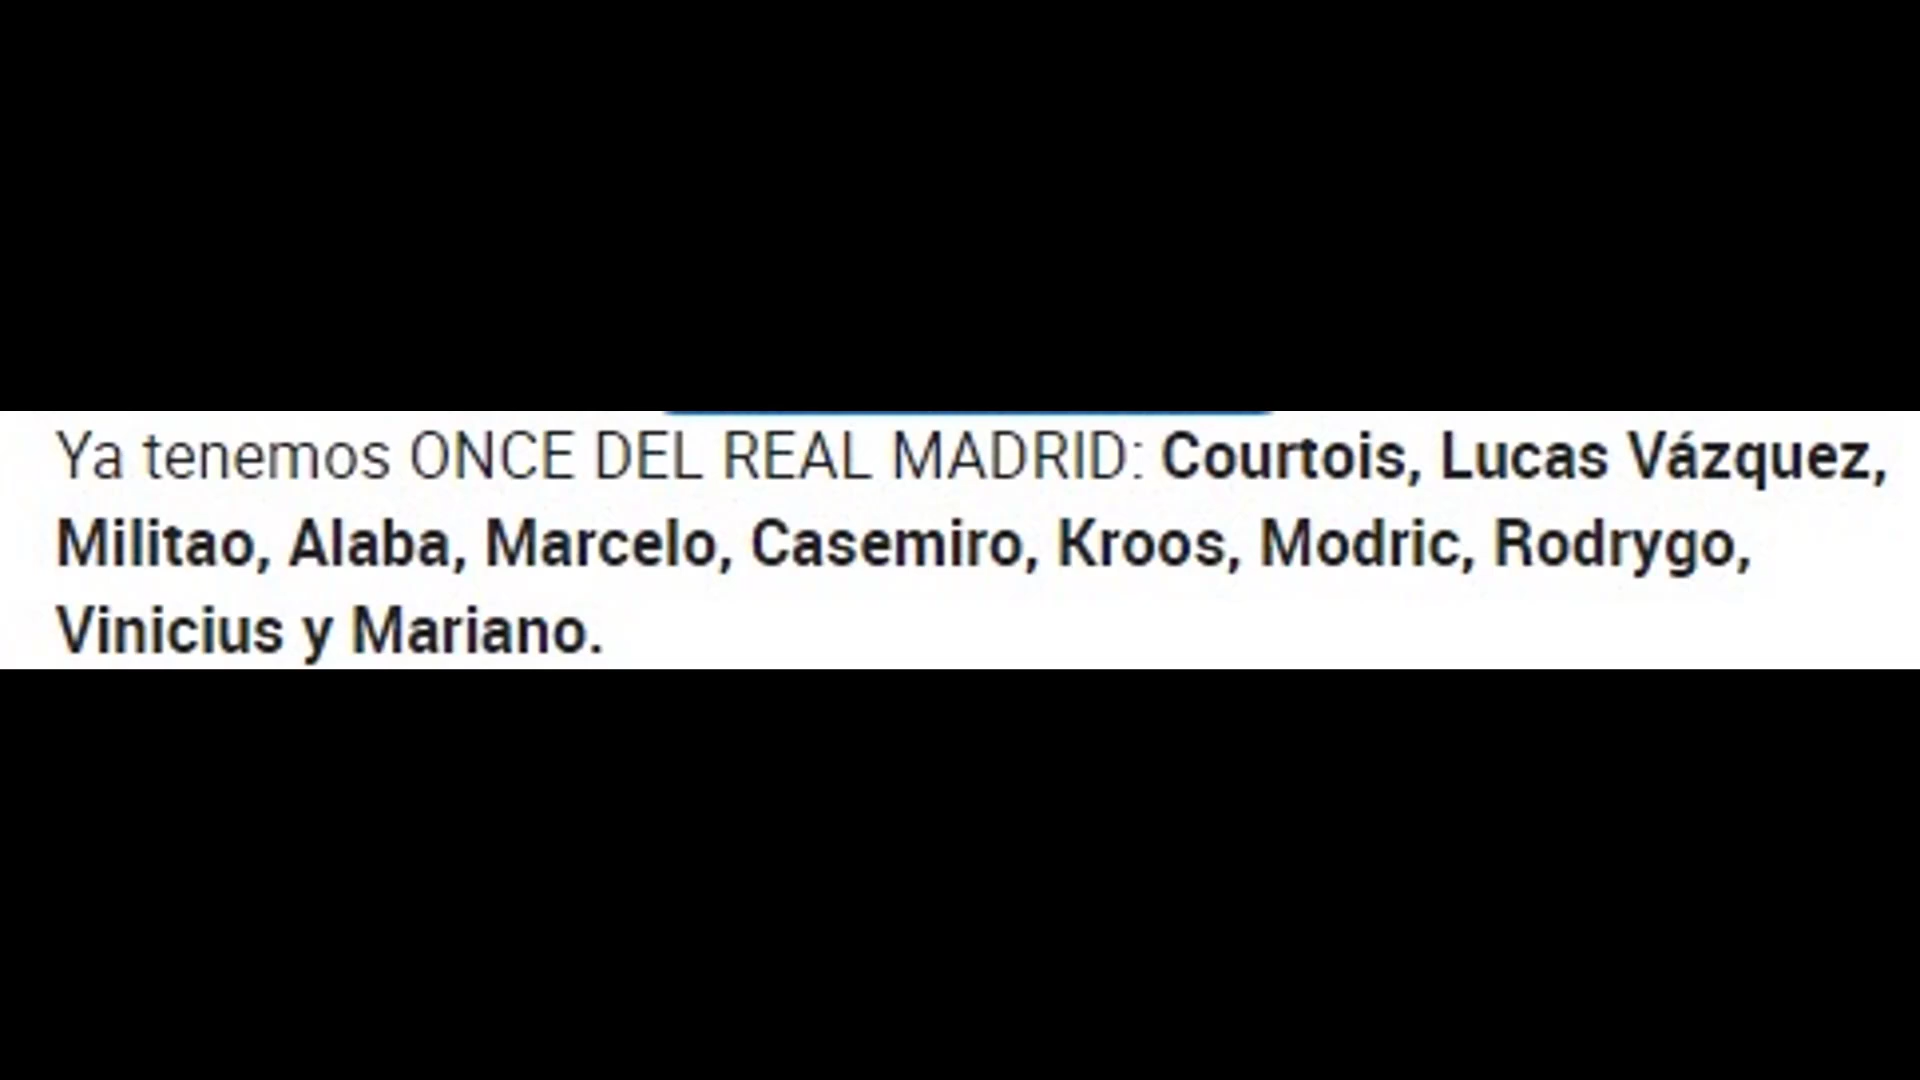 Ya tenemos ONCE DEL REAL MADRID: Courtois, Lucas Vázquez,
Militao, Alaba, Marcelo, Casemiro, Kroos, Modric, Rodrygo,
Vinicius y Mariano.